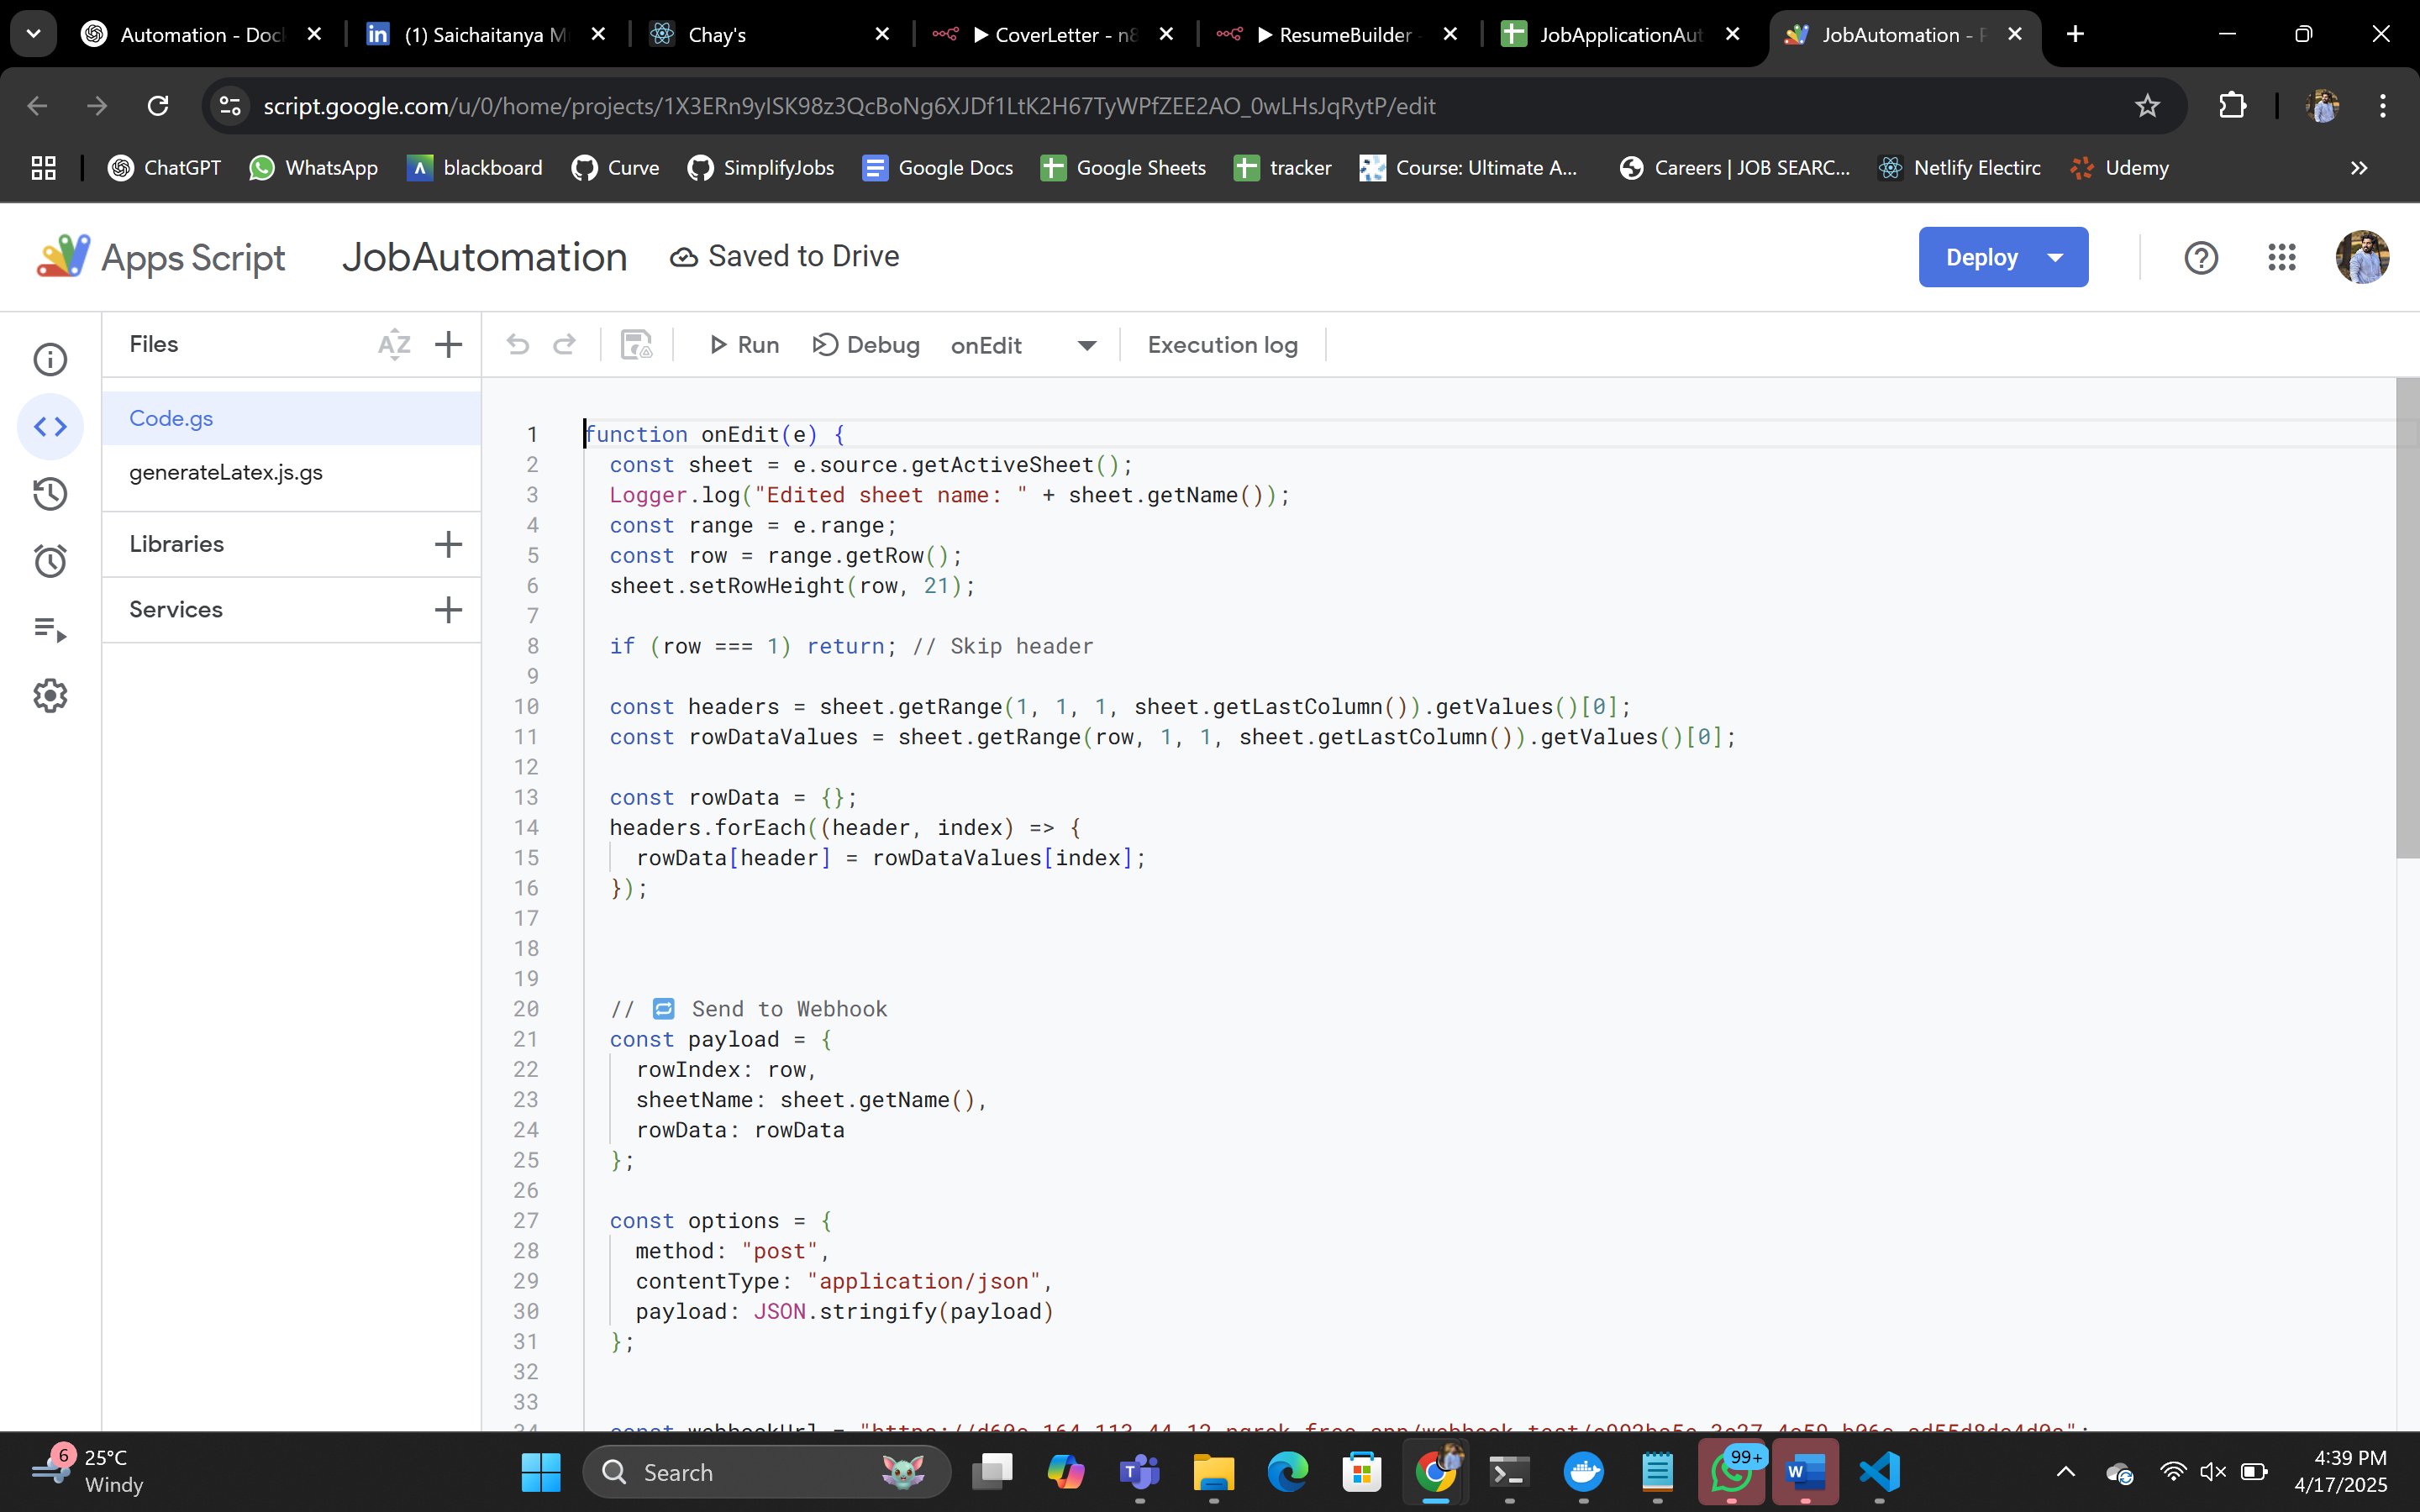 Automation - Doc
(1) Saichaitanya M
Chay's
CoverLetter - n8
ResumeBuilder -
JobApplicationAut
JobAutomation - P
script.google.com/u/0/home/projects/1X3ERn9yISK98z3QcBoNg6XJDf1LtK2H67TyWPfZEE2AO_0wLHsJqRytP/edit
ChatGPT
WhatsApp
blackboard
Curve
SimplifyJobs
Google Docs
Google Sheets
tracker
Course: Ultimate A...
Careers | JOB SEARC...
Netlify Electirc
Udemy
Apps Script
JobAutomation
Saved to Drive
Deploy
Files
AZ
Run
Debug
onEdit
Execution log
Code.gs
generateLatex.js.gs
Libraries
Services
1 function onEdit(e) {
2 const sheet = e.source.getActiveSheet();
3 Logger.log("Edited sheet name: " + sheet.getName());
4 const range = e.range;
5 const row = range.getRow();
6 sheet.setRowHeight(row, 21);
7
8 if (row === 1) return; // Skip header
9
10 const headers = sheet.getRange(1, 1, 1, sheet.getLastColumn()).getValues()[0];
11 const rowDataValues = sheet.getRange(row, 1, 1, sheet.getLastColumn()).getValues()[0];
12
13 const rowData = {};
14 headers.forEach((header, index) => {
15 rowData[header] = rowDataValues[index];
16 });
17
18
19
20 // 🔁 Send to Webhook
21 const payload = {
22 rowIndex: row,
23 sheetName: sheet.getName(),
24 rowData: rowData
25 };
26
27 const options = {
28 method: "post",
29 contentType: "application/json",
30 payload: JSON.stringify(payload)
31 };
32
33
34 const webhookUrl =
6
25°C
Windy
Search
99+
4:39 PM
4/17/2025